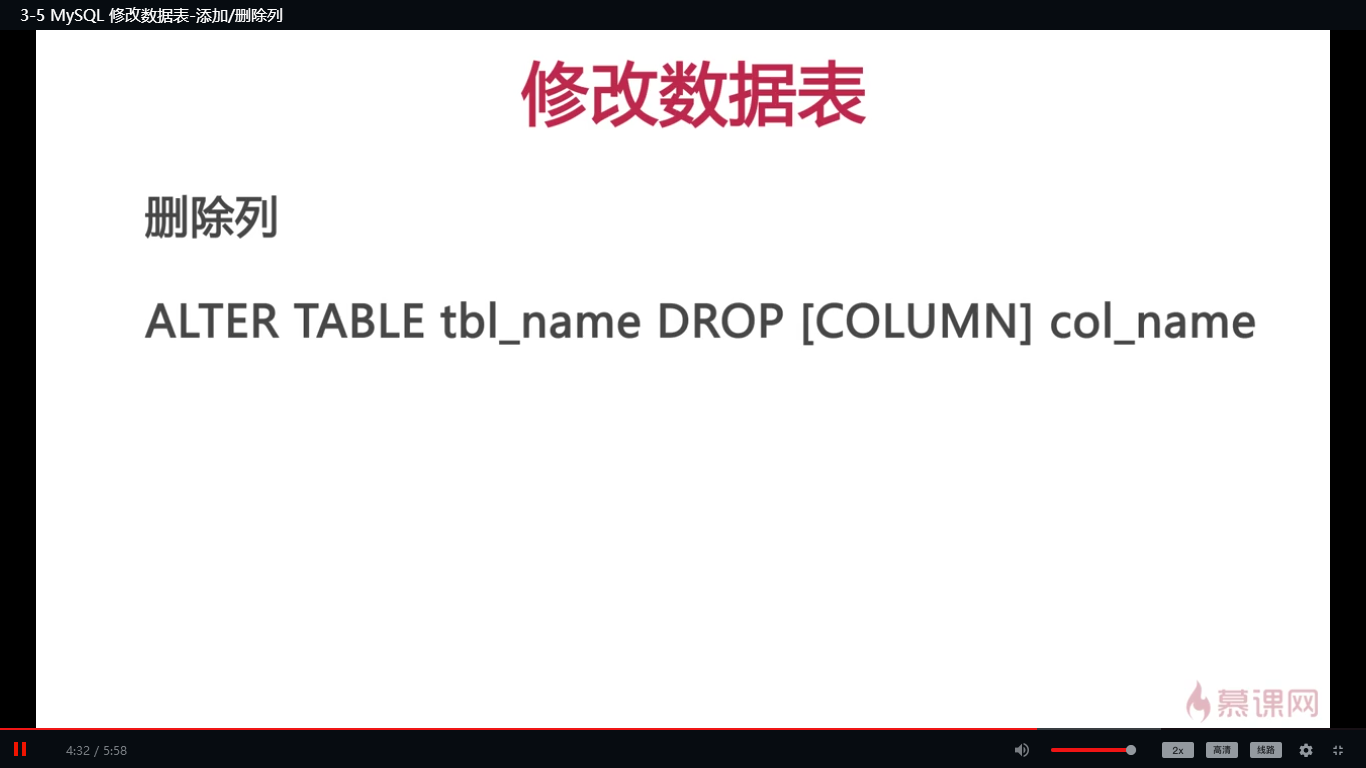 3-5 MySQL 修改数据表-添加/删除列
修改数据表
删除列
ALTER TABLE tbl_name DROP [COLUMN] col_name
慕课网
4:32 / 5:58
2x
高清
线路